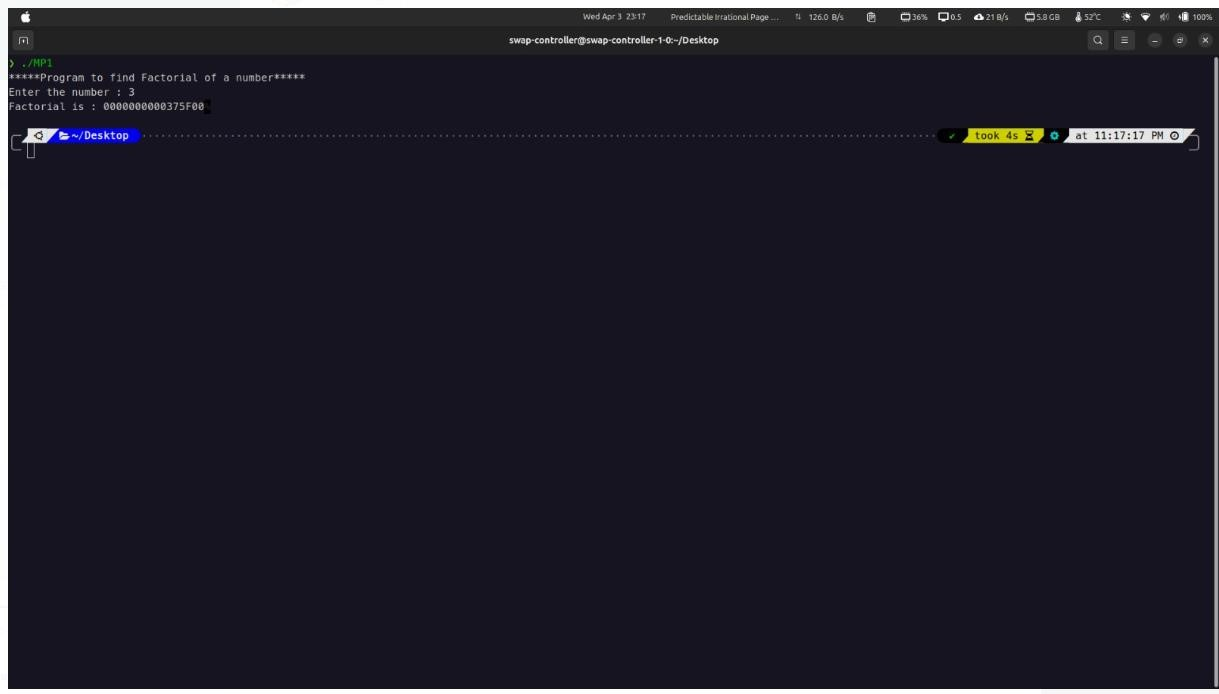 Wed Apr 3 23:17 Predictable Irrational Page ... 126.0 B/s 36% 0.5 21 B/s 5.8 GB 52°C 100%
swap-controller@swap-controller-1-0:~/Desktop
❯ ./MP1
*****Program to find Factorial of a number*****
Enter the number : 3
Factorial is : 0000000000375F00
~/Desktop ✔ took 4s at 11:17:17 PM